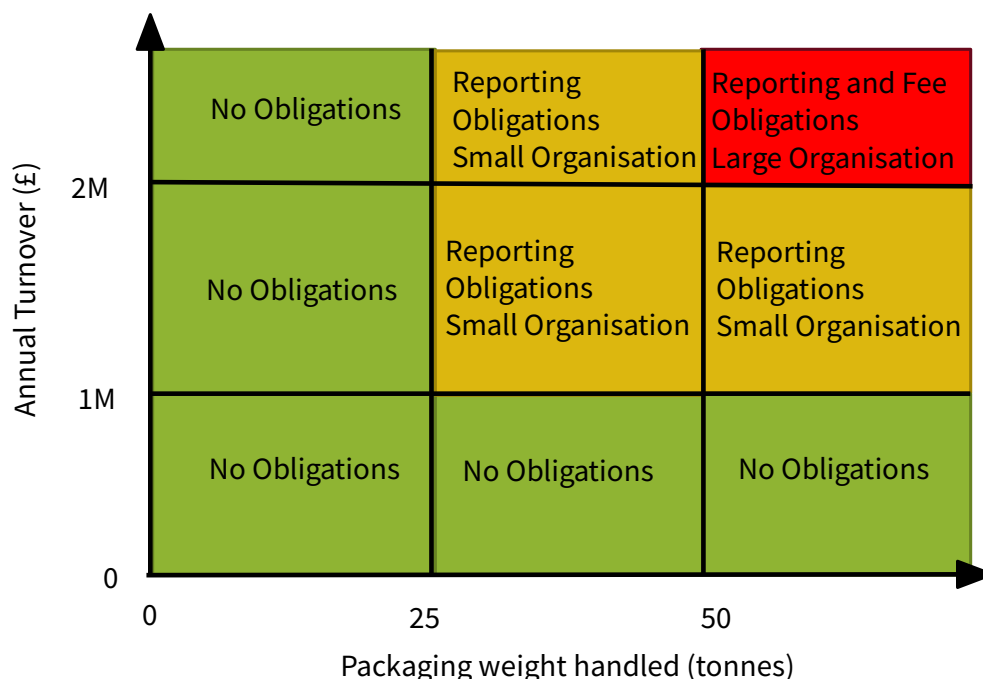 No Obligations
Reporting
Obligations
Small Organisation
Reporting and Fee
Obligations
Large Organisation
2M
No Obligations
Reporting
Obligations
Small Organisation
Reporting
Obligations
Small Organisation
Annual Turnover (£)
1M
No Obligations
No Obligations
No Obligations
0
0
25
50
Packaging weight handled (tonnes)